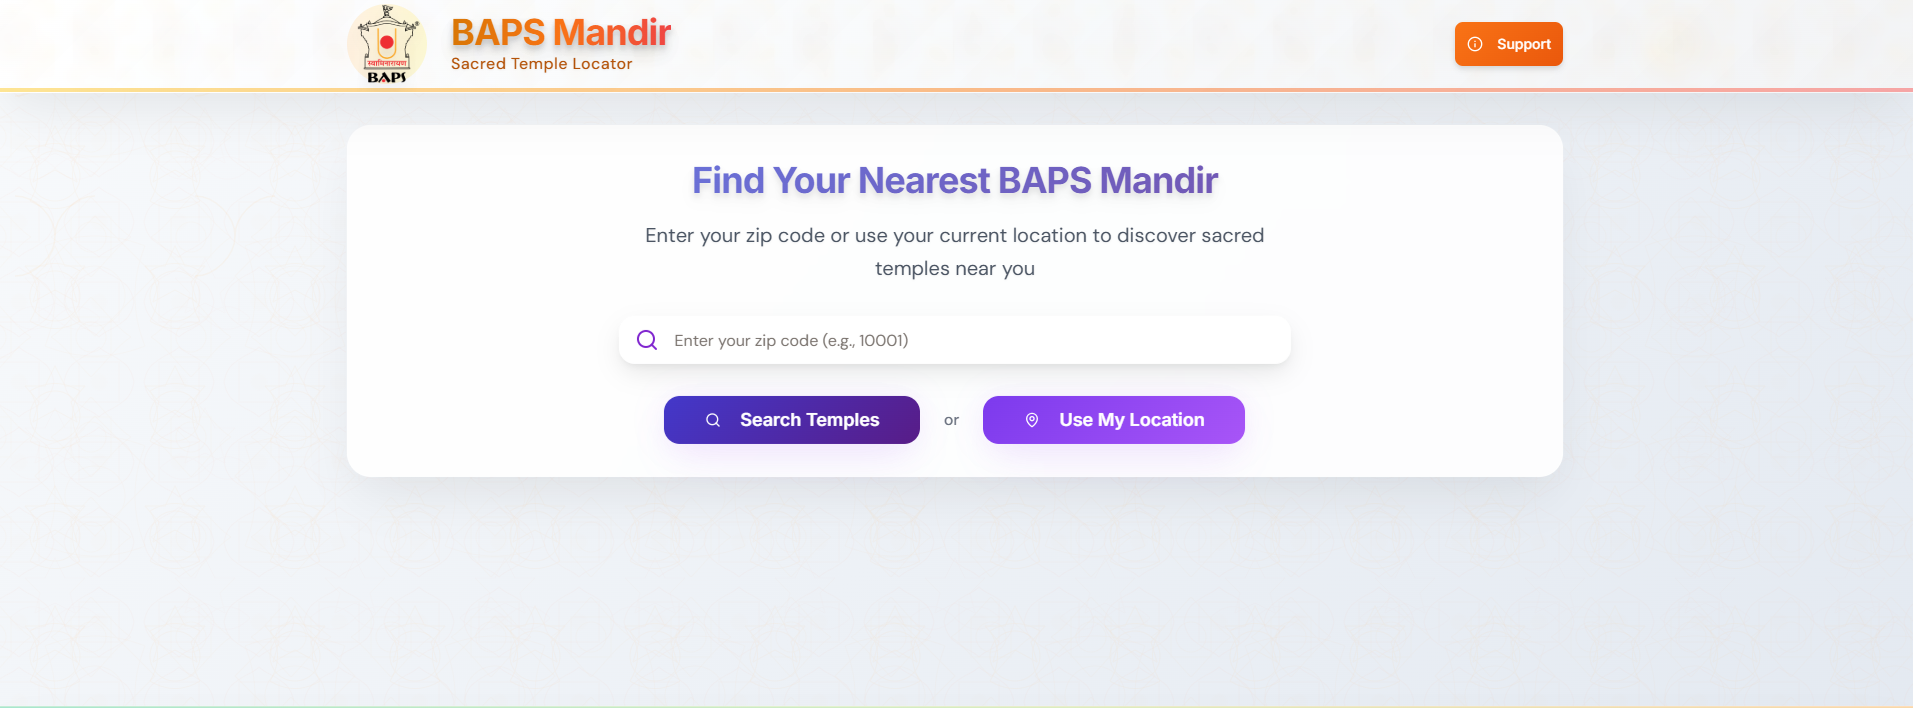 स्वामिनारायण
BAPS
BAPS Mandir
Sacred Temple Locator
Support
Find Your Nearest BAPS Mandir
Enter your zip code or use your current location to discover sacred
temples near you
Enter your zip code (e.g., 10001)
Search Temples
or
Use My Location